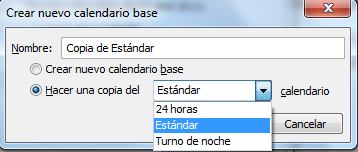 Crear nuevo calendario base
Nombre: Copia de Estándar
Crear nuevo calendario base
Hacer una copia del Estándar calendario
24 horas
Estándar
Turno de noche
Cancelar